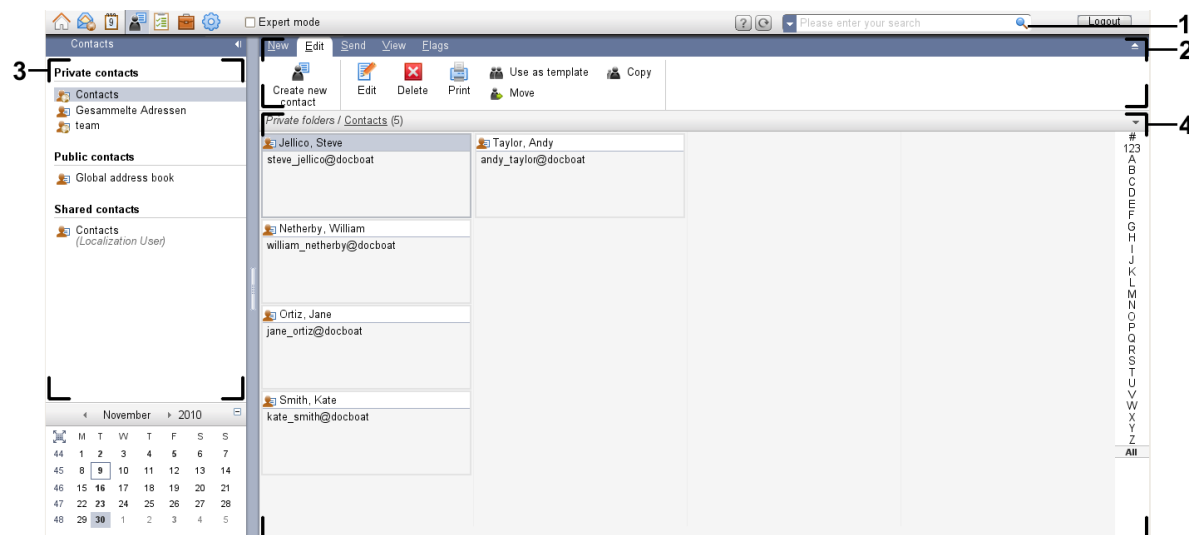 9
Expert mode
?
Please enter your search
Logout
1
Contacts
New Edit Send View Flags
2
3
Private contacts
Contacts
Gesammelte Adressen
team
Public contacts
Global address book
Shared contacts
Contacts
(Localization User)
Create new contact
Edit
Delete
Print
Use as template
Copy
Move
Private folders / Contacts (5)
4
Jellico, Steve
steve_jellico@docboat
Taylor, Andy
andy_taylor@docboat
Netherby, William
william_netherby@docboat
Ortiz, Jane
jane_ortiz@docboat
Smith, Kate
kate_smith@docboat
#
123
A
B
C
D
E
F
G
H
I
J
K
L
M
N
O
P
Q
R
S
T
U
V
W
X
Y
Z
All
November 2010
M T W T F S S
44 1 2 3 4 5 6 7
45 8 9 10 11 12 13 14
46 15 16 17 18 19 20 21
47 22 23 24 25 26 27 28
48 29 30 1 2 3 4 5